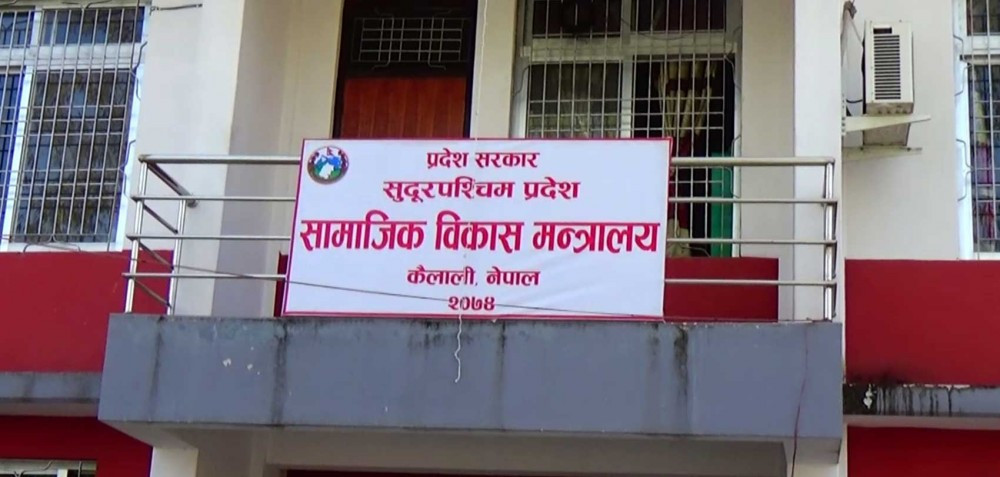 प्रदेश सरकार
सुदूरपश्चिम प्रदेश
सामाजिक विकास मन्त्रालय
कैलाली, नेपाल
२०७४